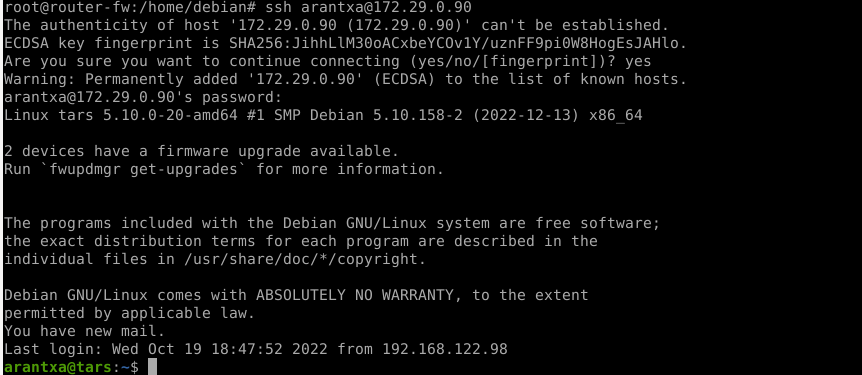 root@router-fw:/home/debian# ssh arantxa@172.29.0.90
The authenticity of host '172.29.0.90 (172.29.0.90)' can't be established.
ECDSA key fingerprint is SHA256:JihhLlM30oACxbeYCOv1Y/uznFF9pi0W8HogEsJAHlo.
Are you sure you want to continue connecting (yes/no/[fingerprint])? yes
Warning: Permanently added '172.29.0.90' (ECDSA) to the list of known hosts.
arantxa@172.29.0.90's password:
Linux tars 5.10.0-20-amd64 #1 SMP Debian 5.10.158-2 (2022-12-13) x86_64
2 devices have a firmware upgrade available.
Run `fwupdmgr get-upgrades` for more information.
The programs included with the Debian GNU/Linux system are free software;
the exact distribution terms for each program are described in the
individual files in /usr/share/doc/*/copyright.
Debian GNU/Linux comes with ABSOLUTELY NO WARRANTY, to the extent
permitted by applicable law.
You have new mail.
Last login: Wed Oct 19 18:47:52 2022 from 192.168.122.98
arantxa@tars:~$